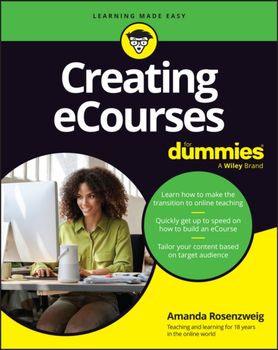 LEARNING MADE EASY
Creating
eCourses
for
dummies®
A Wiley Brand
Learn how to make the
transition to online teaching
Quickly get up to speed on
how to build an eCourse
Tailor your content based on
target audience
Amanda Rosenzweig
Teaching and learning for 18 years
in the online world